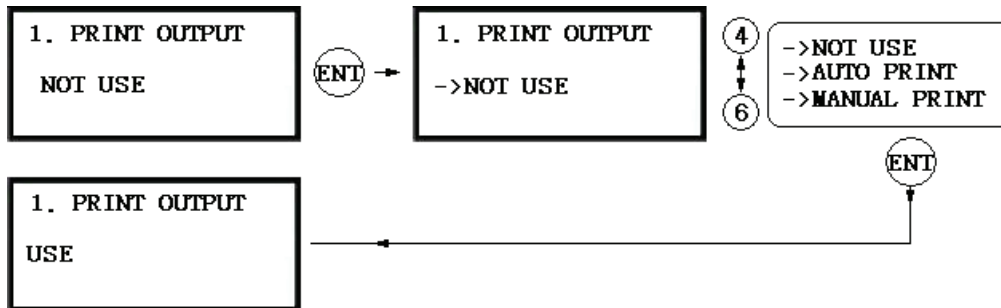 1. PRINT OUTPUT
NOT USE
ENT
1. PRINT OUTPUT
->NOT USE
4
6
->NOT USE
->AUTO PRINT
->MANUAL PRINT
ENT
1. PRINT OUTPUT
USE